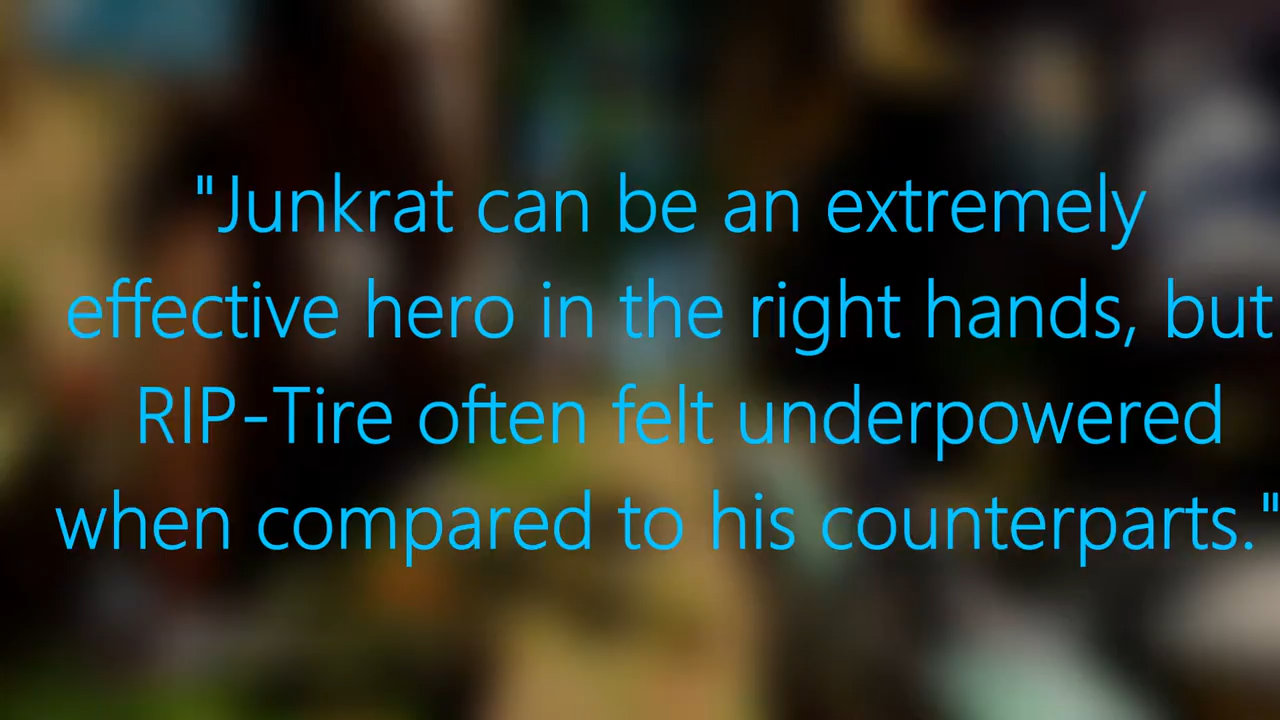 "Junkrat can be an extremely
effective hero in the right hands, but
RIP-Tire often felt underpowered
when compared to his counterparts."